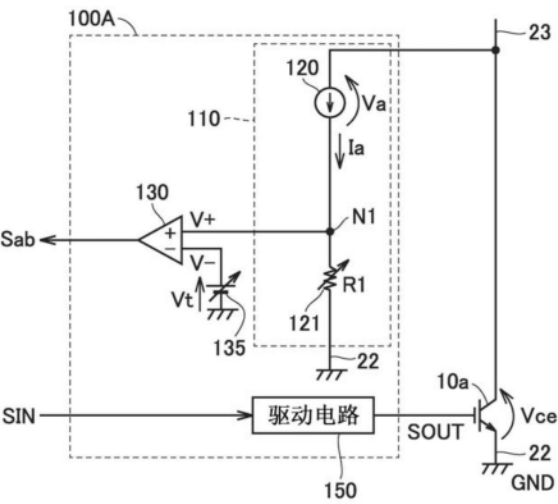 100A
23
120
Va
110
Ia
130
V+
N1
Sab
+
−
V−
R1
Vt
135
121
22
10a
Vce
SIN
驱动电路
SOUT
22
150
GND